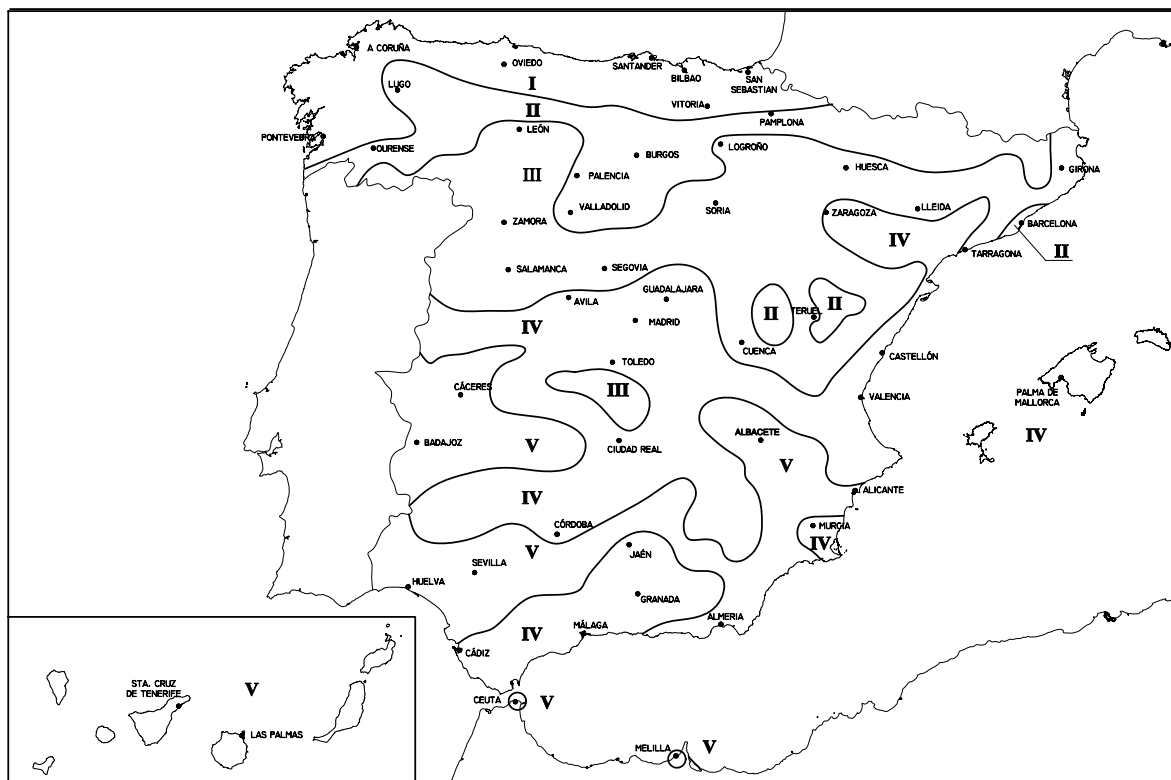 A CORUÑA
OVIEDO
SANTANDER
BILBAO
SAN
SEBASTIAN
LUGO
I
VITORIA
II
PAMPLONA
LEÓN
PONTEVEDRA
OURENSE
LOGROÑO
BURGOS
HUESCA
GIRONA
III
PALENCIA
VALLADOLID
SORIA
ZARAGOZA
LLEIDA
ZAMORA
BARCELONA
IV
TARRAGONA
II
SALAMANCA
SEGOVIA
AVILA
GUADALAJARA
II
TERUEL
II
IV
MADRID
CUENCA
CASTELLÓN
TOLEDO
CÁCERES
III
VALENCIA
PALMA DE
MALLORCA
IV
BADAJOZ
V
CIUDAD REAL
ALBACETE
V
IV
ALICANTE
CÓRDOBA
MURCIA
IV
V
JAÉN
SEVILLA
HUELVA
GRANADA
IV
MÁLAGA
ALMERIA
CÁDIZ
STA. CRUZ
DE TENERIFE
V
LAS PALMAS
CEUTA
V
MELILLA
V